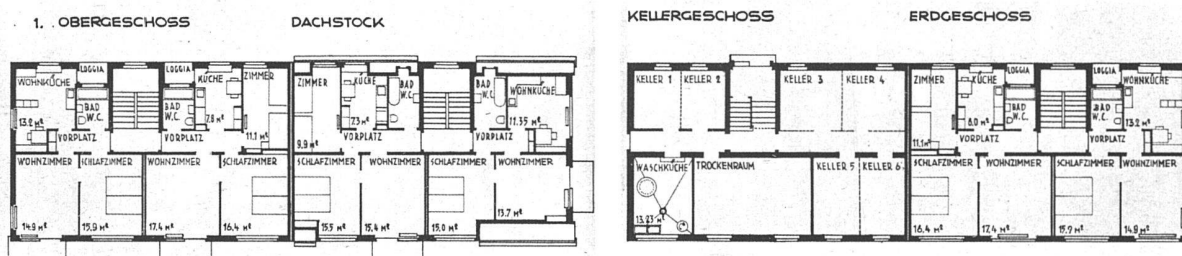 1. OBERGESCHOSS
DACHSTOCK
WOHNKÜCHE
LOGGIA
LOGGIA
KÜCHE
ZIMMER
BAD W.C.
BAD W.C.
13.2 M²
7.6 M²
11.1 M²
VORPLATZ
VORPLATZ
WOHNZIMMER
SCHLAFZIMMER
WOHNZIMMER
SCHLAFZIMMER
14.9 M²
15.9 M²
17.4 M²
16.4 M²
ZIMMER
KÜCHE
BAD W.C.
BAD W.C.
WOHNKÜCHE
9.9 M²
7.3 M²
11.35 M²
VORPLATZ
VORPLATZ
SCHLAFZIMMER
WOHNZIMMER
SCHLAFZIMMER
WOHNZIMMER
15.5 M²
15.4 M²
15.0 M²
13.7 M²
KELLERGESCHOSS
ERDGESCHOSS
KELLER 1
KELLER 2
KELLER 3
KELLER 4
WASCHKÜCHE
TROCKENRAUM
KELLER 5
KELLER 6
13.23 M²
ZIMMER
KÜCHE
LOGGIA
LOGGIA
WOHNKÜCHE
BAD W.C.
BAD W.C.
11.1 M²
8.0 M²
13.2
VORPLATZ
VORPLATZ
SCHLAFZIMMER
WOHNZIMMER
SCHLAFZIMMER
WOHNZIMMER
16.4 M²
17.4 M²
15.9 M²
14.9 M²